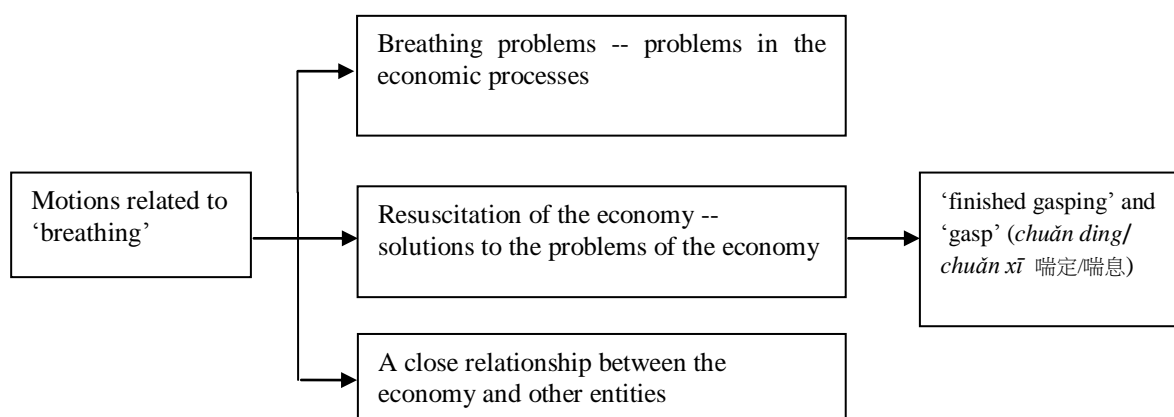 Breathing problems -- problems in the
economic processes
Motions related to
‘breathing’
Resuscitation of the economy --
solutions to the problems of the economy
‘finished gasping’ and
‘gasp’ (chuǎn ding/
chuǎn xī 喘定/喘息)
A close relationship between the
economy and other entities